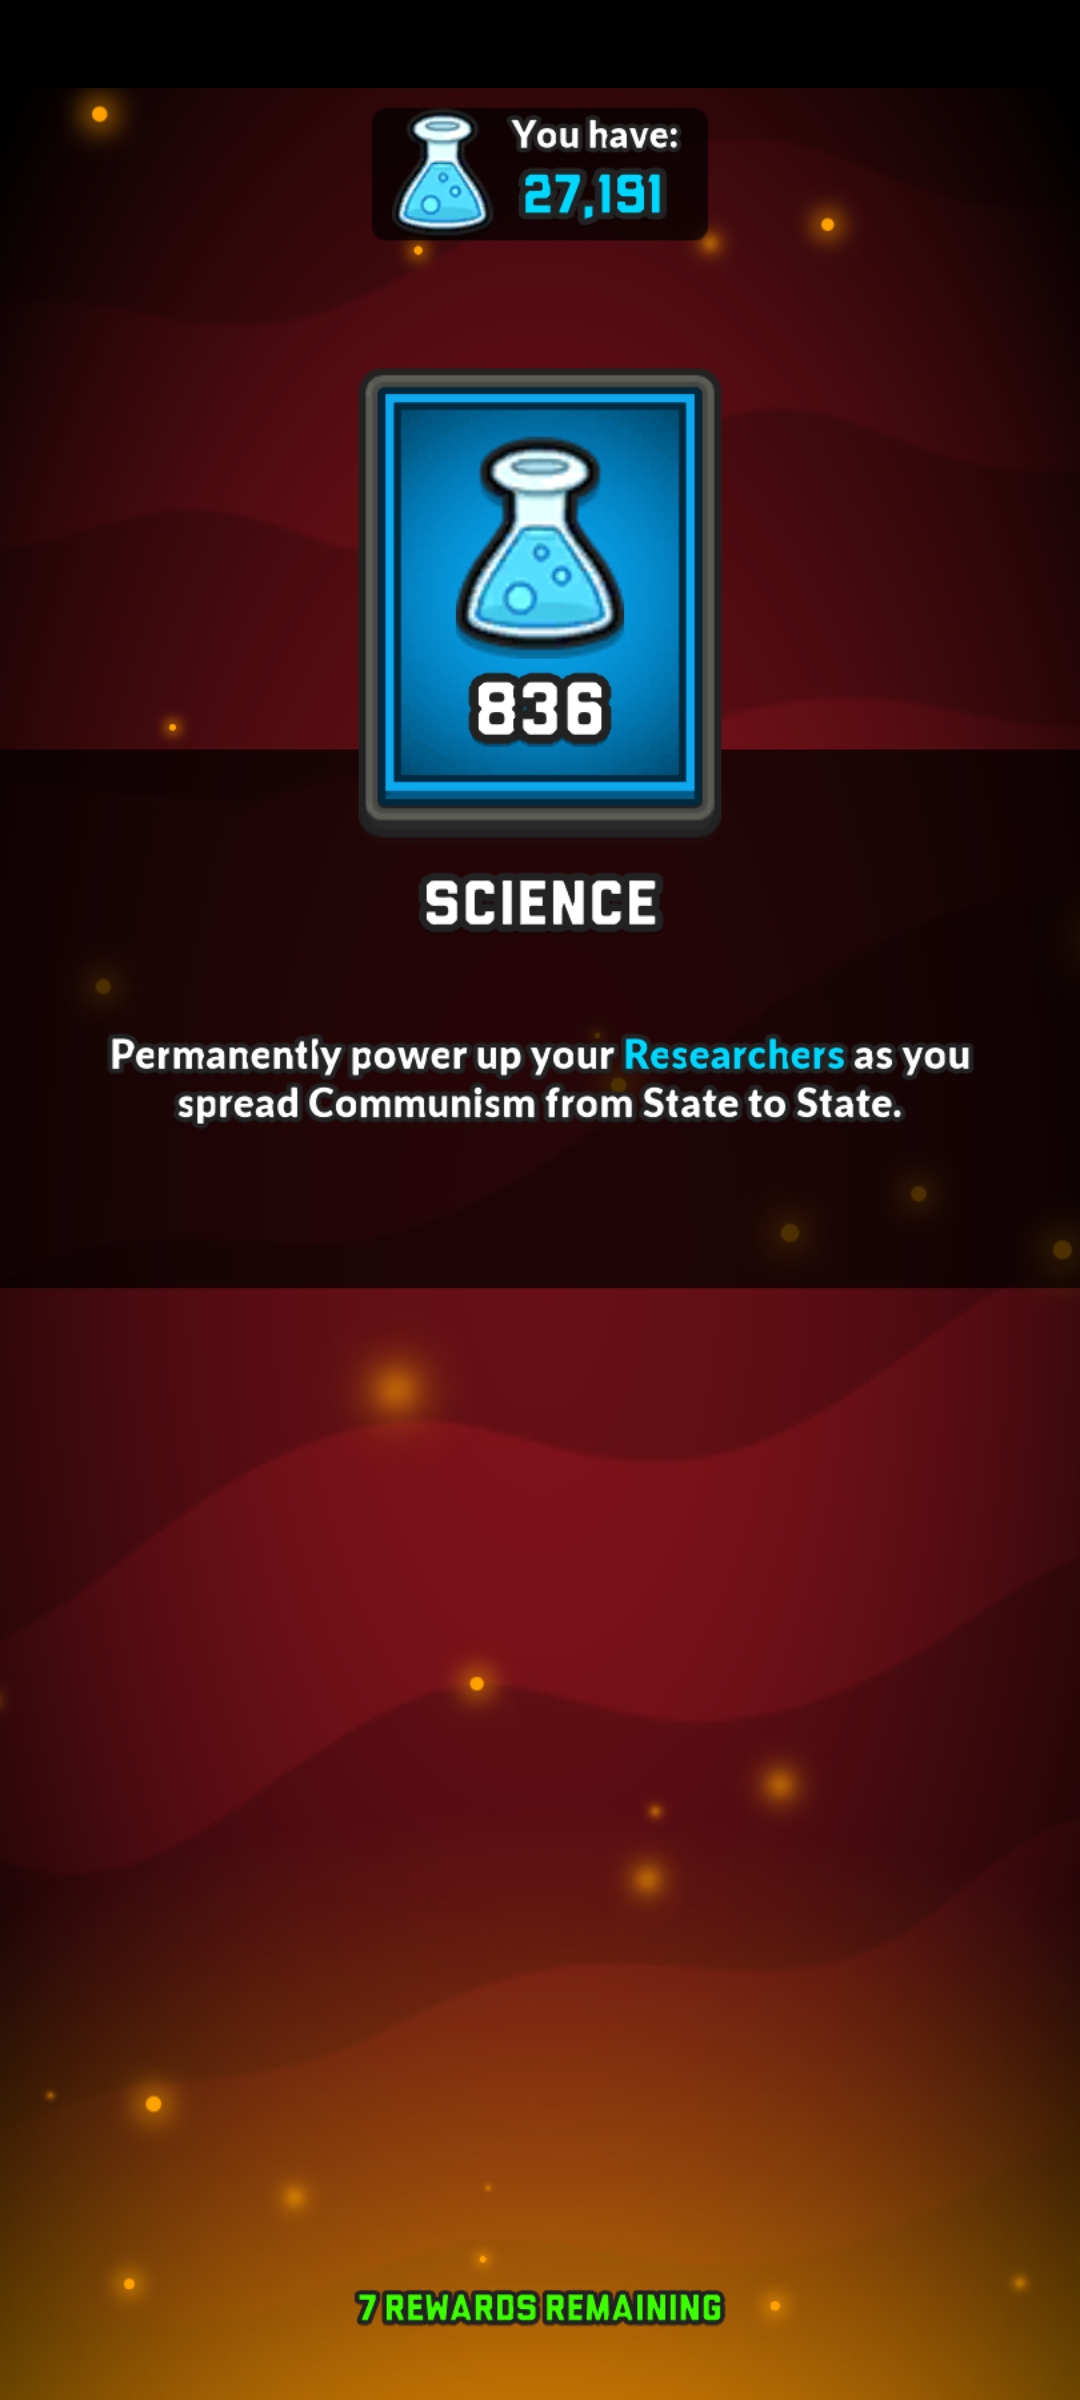 You have:
27,191
836
SCIENCE
Permanently power up your Researchers as you
spread Communism from State to State.
7 REWARDS REMAINING